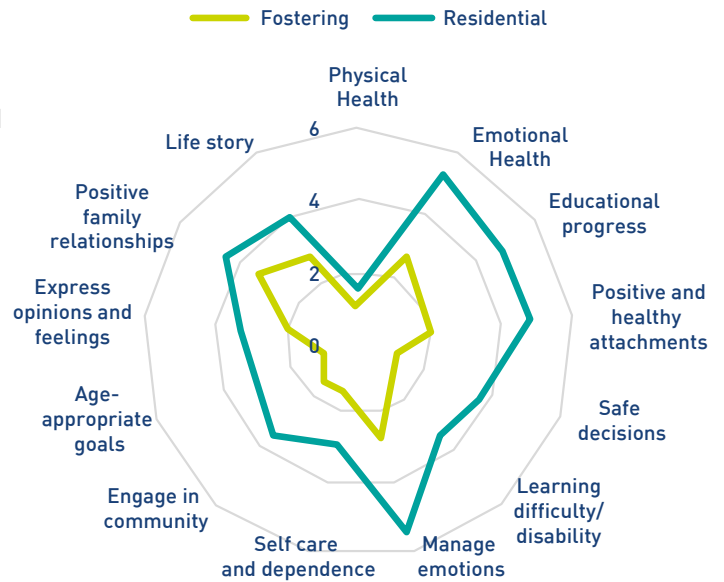 Fostering Residential
Physical
Health
Emotional
Health
Educational
progress
Positive and
healthy
attachments
Safe
decisions
Learning
difficulty/
disability
Manage
emotions
Self care
and dependence
Engage in
community
Age-
appropriate
goals
Express
opinions and
feelings
Positive
family
relationships
Life story
6
4
2
0